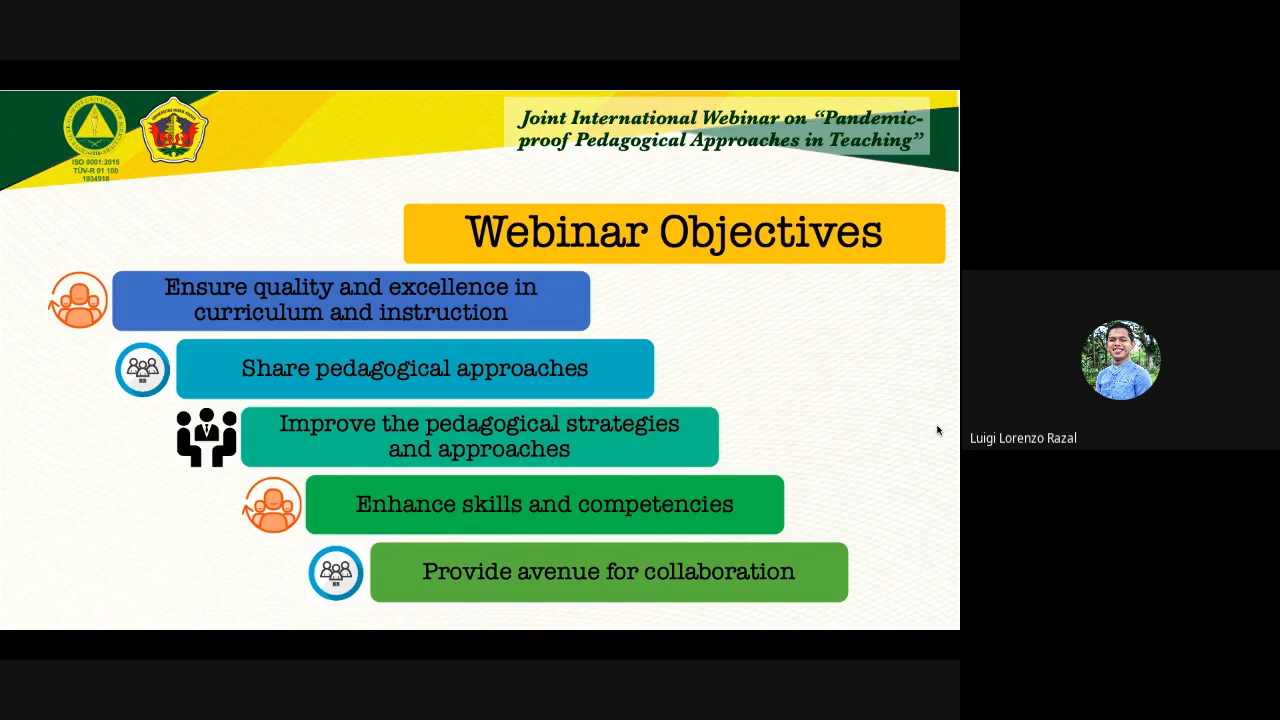 Joint International Webinar on “Pandemic-
proof Pedagogical Approaches in Teaching”
ISO 9001:2015
TÜV-R 01 100
1934918
Webinar Objectives
Ensure quality and excellence in
curriculum and instruction
Share pedagogical approaches
Improve the pedagogical strategies
and approaches
Enhance skills and competencies
Provide avenue for collaboration
Luigi Lorenzo Razal